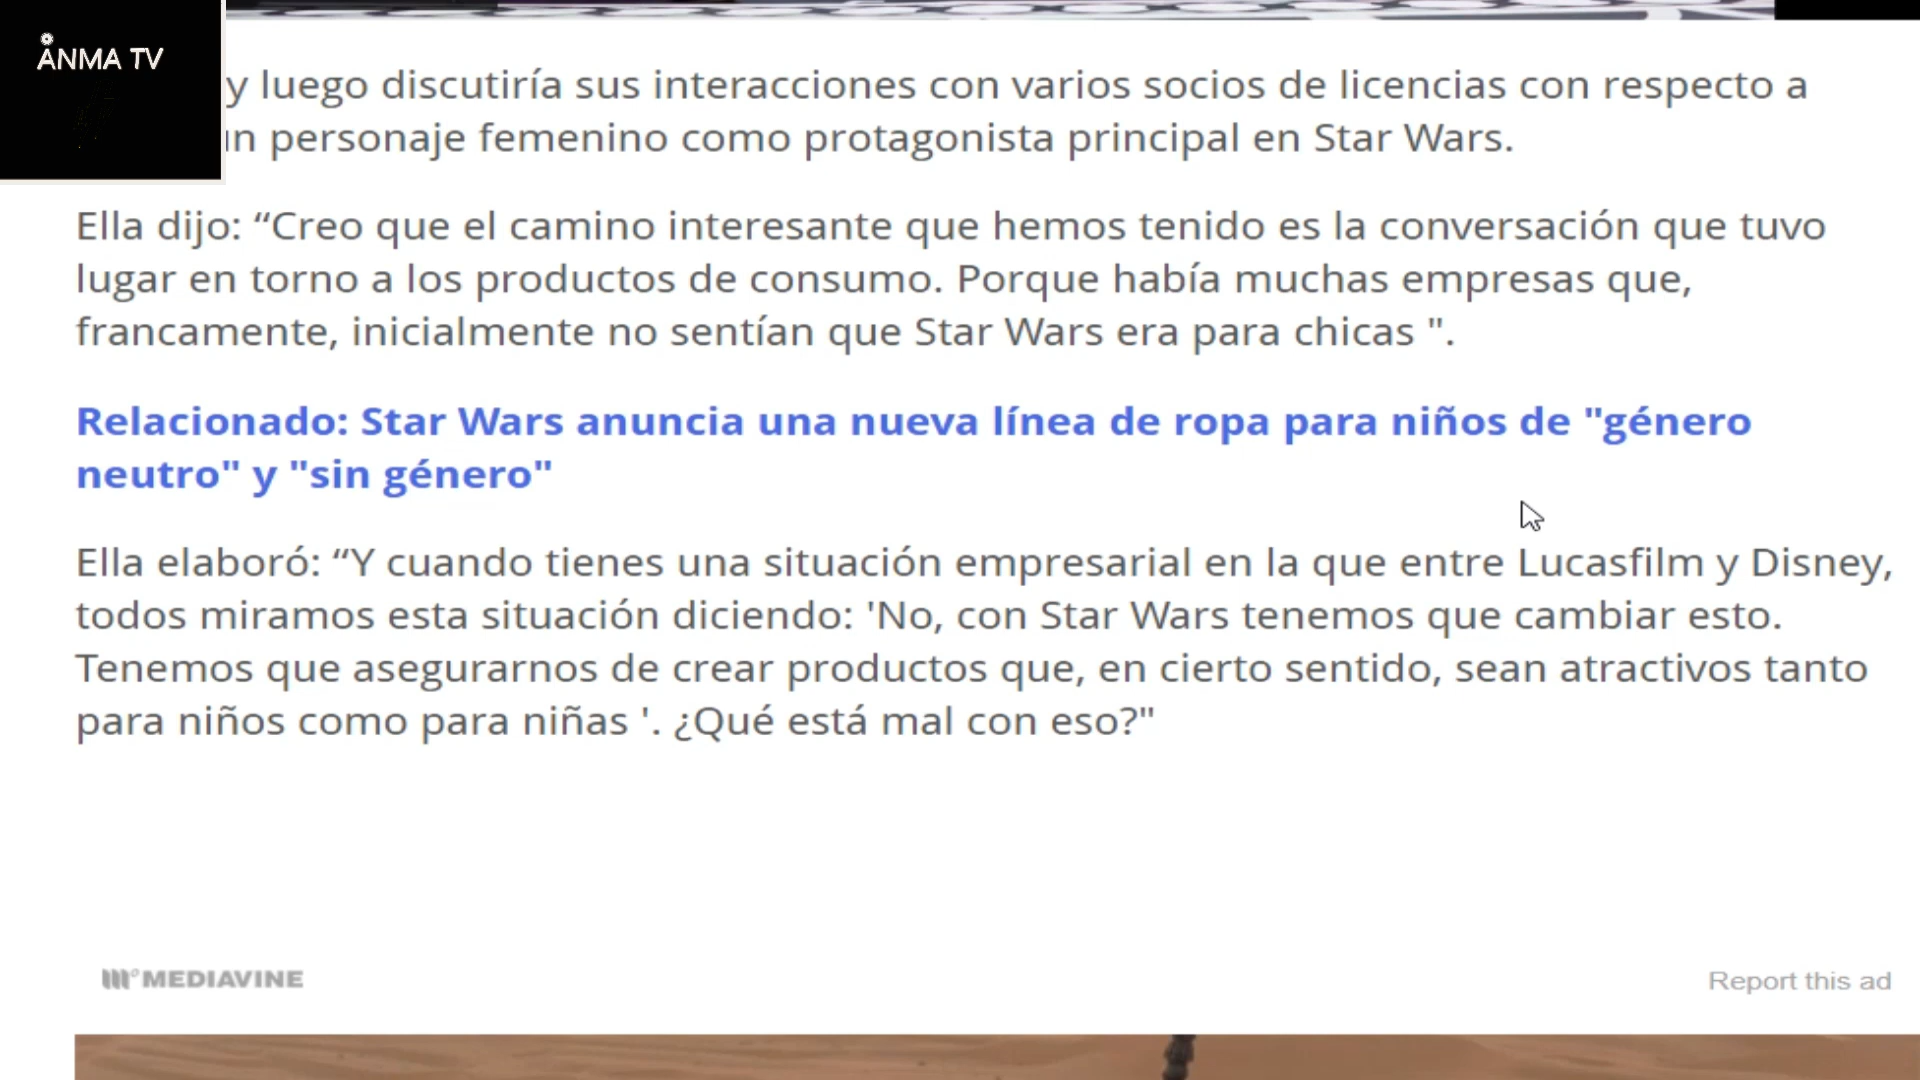 ÅNMA TV
y luego discutiría sus interacciones con varios socios de licencias con respecto a
personaje femenino como protagonista principal en Star Wars.
Ella dijo: “Creo que el camino interesante que hemos tenido es la conversación que tuvo
lugar en torno a los productos de consumo. Porque había muchas empresas que,
francamente, inicialmente no sentían que Star Wars era para chicas ".
Relacionado: Star Wars anuncia una nueva línea de ropa para niños de "género
neutro" y "sin género"
Ella elaboró: “Y cuando tienes una situación empresarial en la que entre Lucasfilm y Disney,
todos miramos esta situación diciendo: 'No, con Star Wars tenemos que cambiar esto.
Tenemos que asegurarnos de crear productos que, en cierto sentido, sean atractivos tanto
para niños como para niñas '. ¿Qué está mal con eso?"
MEDIAVINE
Report this ad